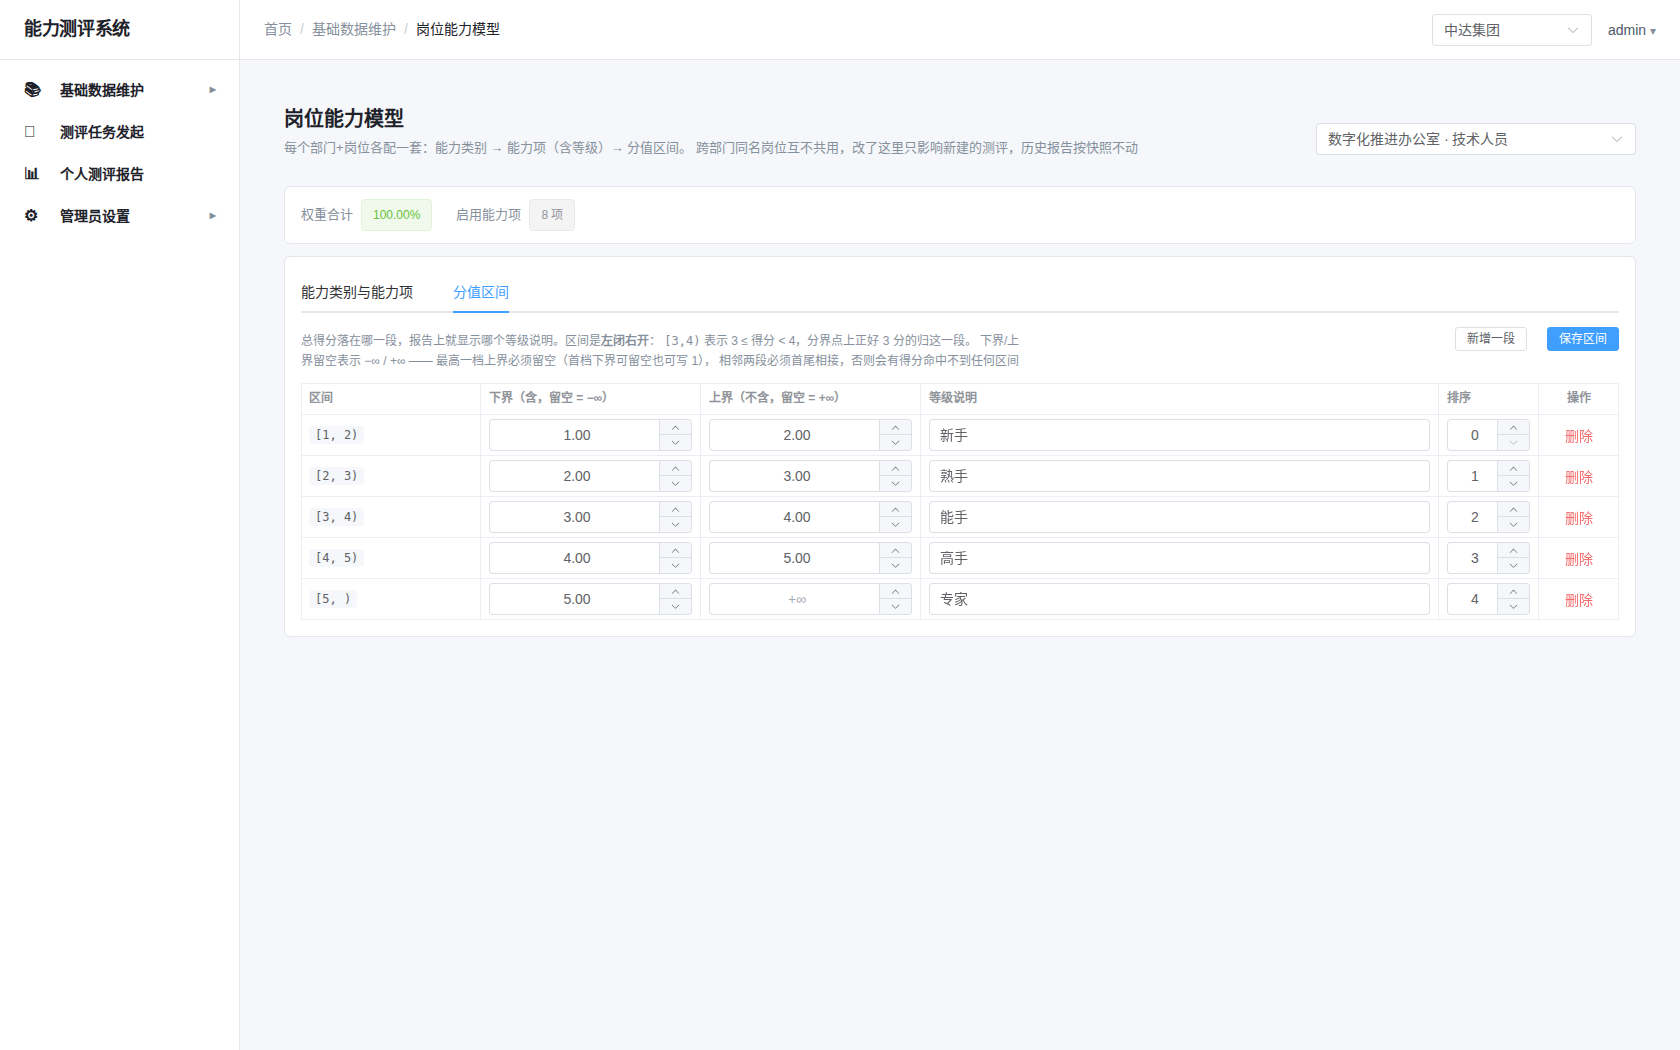 能力测评系统
首页 / 基础数据维护 / 岗位能力模型
中达集团
admin ▾
基础数据维护 ▸
测评任务发起
个人测评报告
管理员设置 ▸
岗位能力模型
每个部门+岗位各配一套：能力类别 → 能力项（含等级）→ 分值区间。 跨部门同名岗位互不共用，改了这里只影响新建的测评，历史报告按快照不动
数字化推进办公室 · 技术人员
权重合计 100.00% 启用能力项 8 项
能力类别与能力项 分值区间
总得分落在哪一段，报告上就显示哪个等级说明。区间是左闭右开： [3,4) 表示 3 ≤ 得分 < 4，分界点上正好 3 分的归这一段。 下界/上
界留空表示 −∞ / +∞ —— 最高一档上界必须留空（首档下界可留空也可写 1）， 相邻两段必须首尾相接，否则会有得分命中不到任何区间
新增一段 保存区间
区间 下界（含，留空 = −∞） 上界（不含，留空 = +∞） 等级说明 排序 操作
[1, 2) 1.00 2.00 新手 0 删除
[2, 3) 2.00 3.00 熟手 1 删除
[3, 4) 3.00 4.00 能手 2 删除
[4, 5) 4.00 5.00 高手 3 删除
[5, ) 5.00 +∞ 专家 4 删除